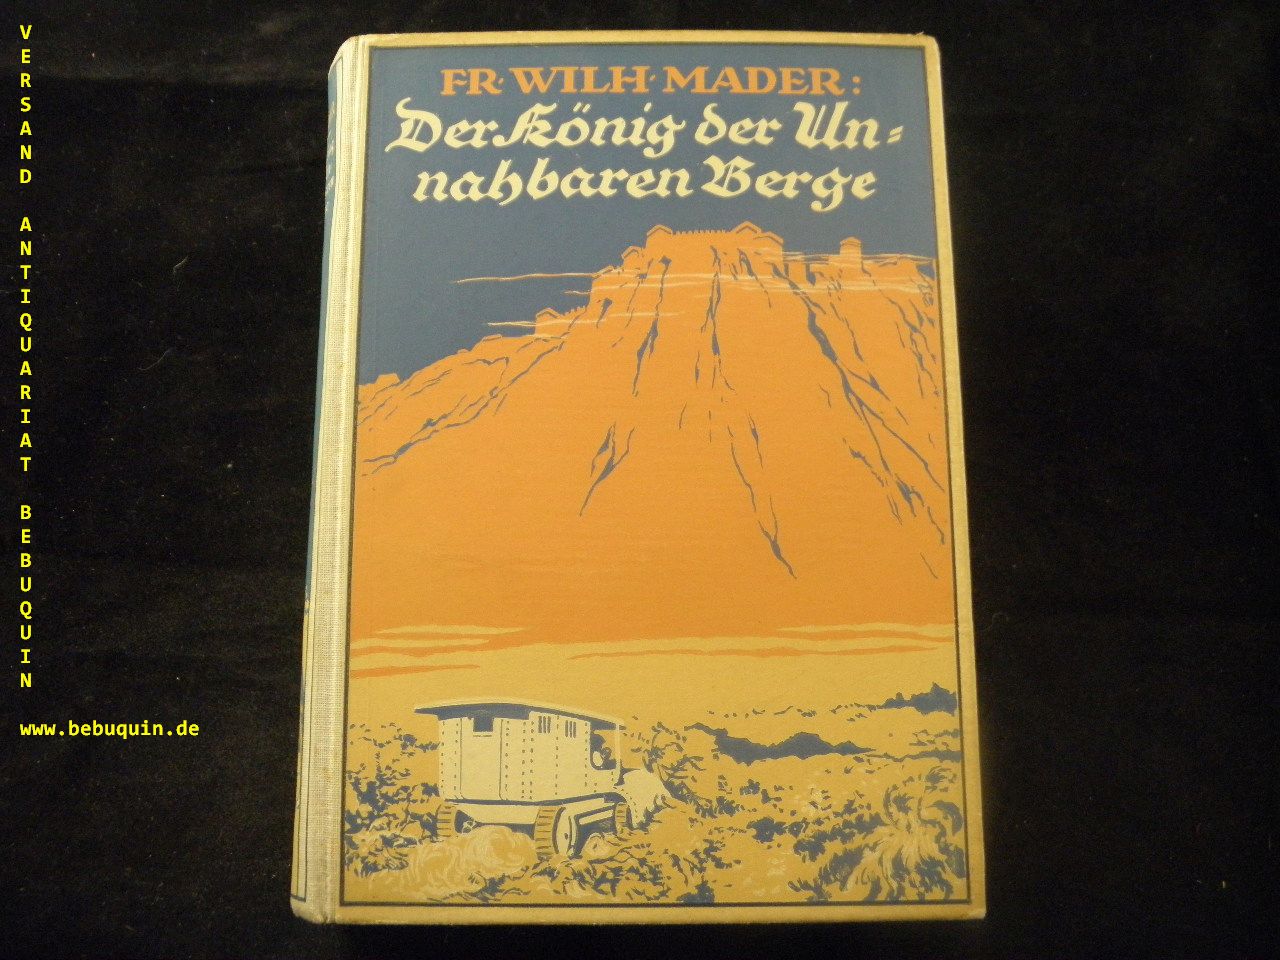 FR. WILH. MADER:
Der König der Un=
nahbaren Berge
VERSAND ANTIQUARIAT BEBUQUIN
www.bebuquin.de